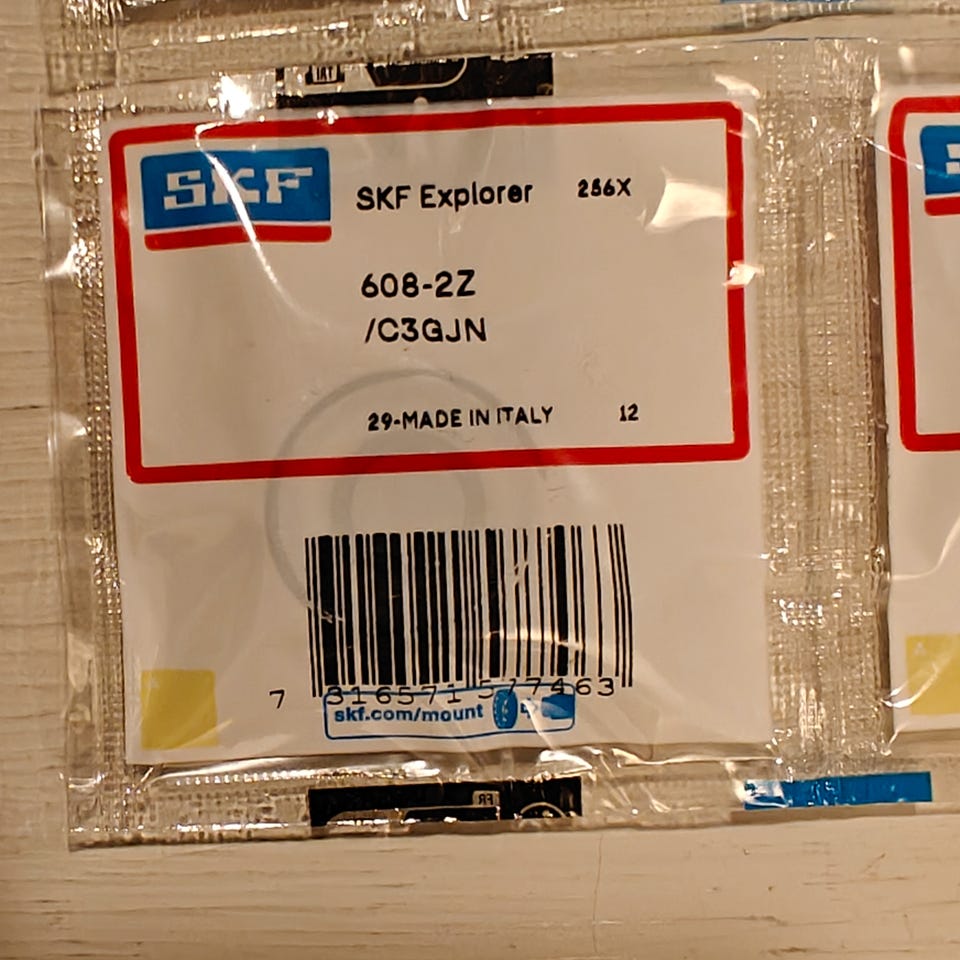 SKF
SKF Explorer 256X
608-2Z
/C3GJN
29-MADE IN ITALY 12
7 316571 577463
skf.com/mount